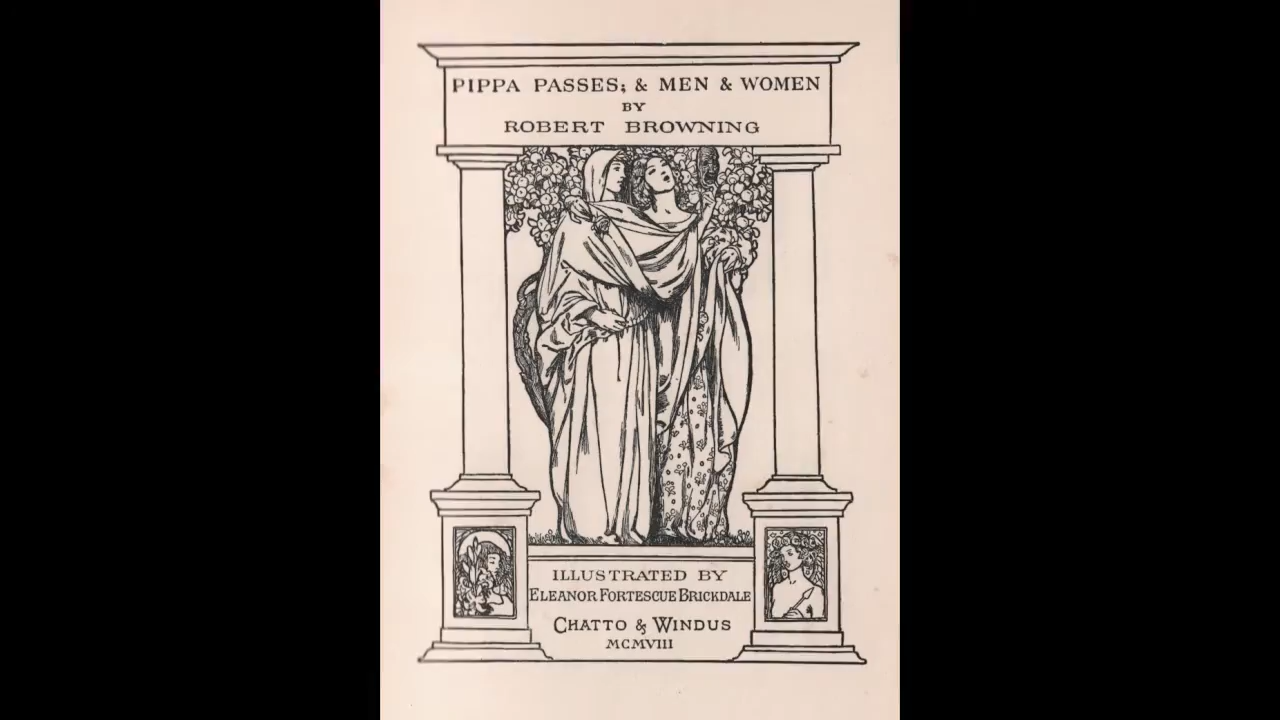 PIPPA PASSES; & MEN & WOMEN
BY
ROBERT BROWNING
ILLUSTRATED BY
ELEANOR FORTESCUE BRICKDALE
CHATTO & WINDUS
MCMVIII